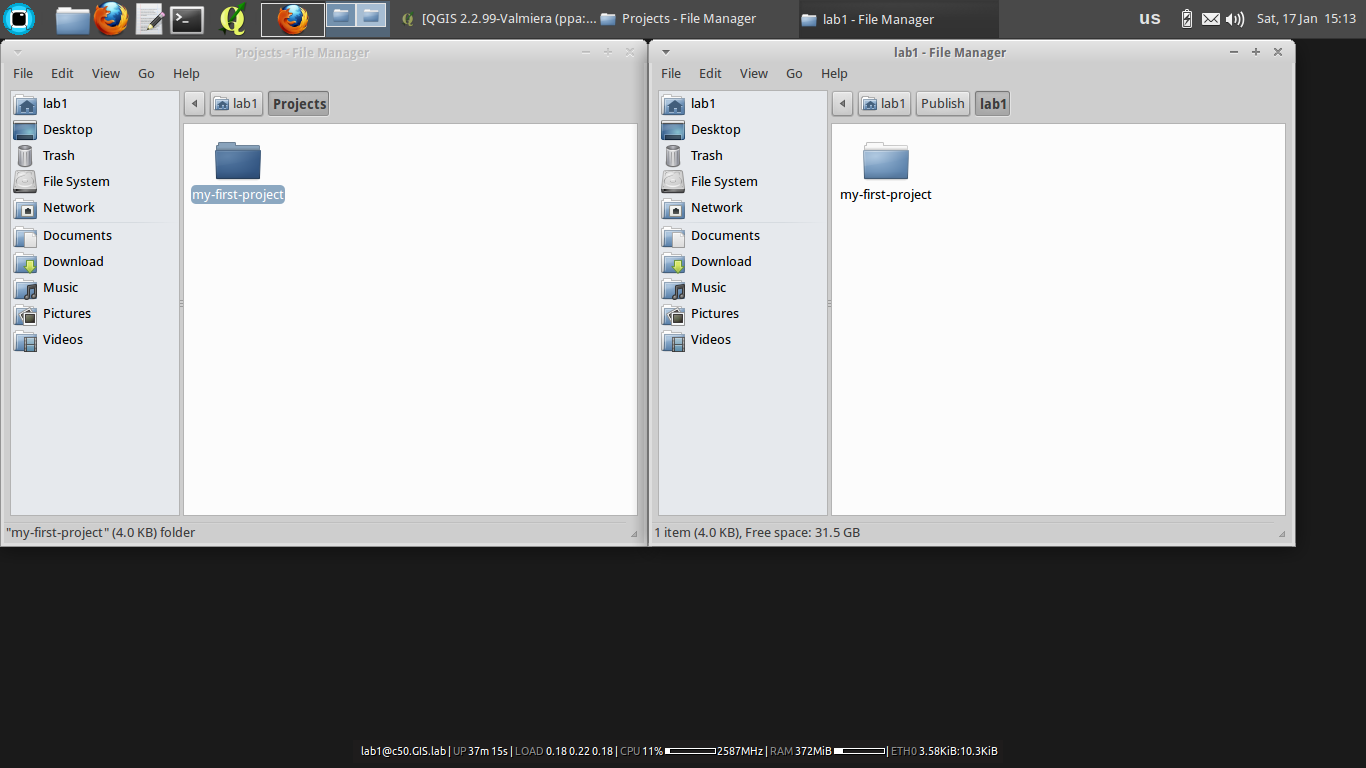 [QGIS 2.2.99-Valmiera (ppa:... Projects - File Manager lab1 - File Manager us Sat, 17 Jan 15:13
Projects - File Manager
File Edit View Go Help
lab1
Desktop
Trash
File System
Network
Documents
Download
Music
Pictures
Videos
lab1 Projects
my-first-project
"my-first-project" (4.0 KB) folder
lab1 - File Manager
File Edit View Go Help
lab1
Desktop
Trash
File System
Network
Documents
Download
Music
Pictures
Videos
lab1 Publish lab1
my-first-project
1 item (4.0 KB), Free space: 31.5 GB
lab1@c50.GIS.lab | UP 37m 15s | LOAD 0.18 0.22 0.18 | CPU 11% 2587MHz | RAM 372MiB | ETH0 3.58KiB:10.3KiB